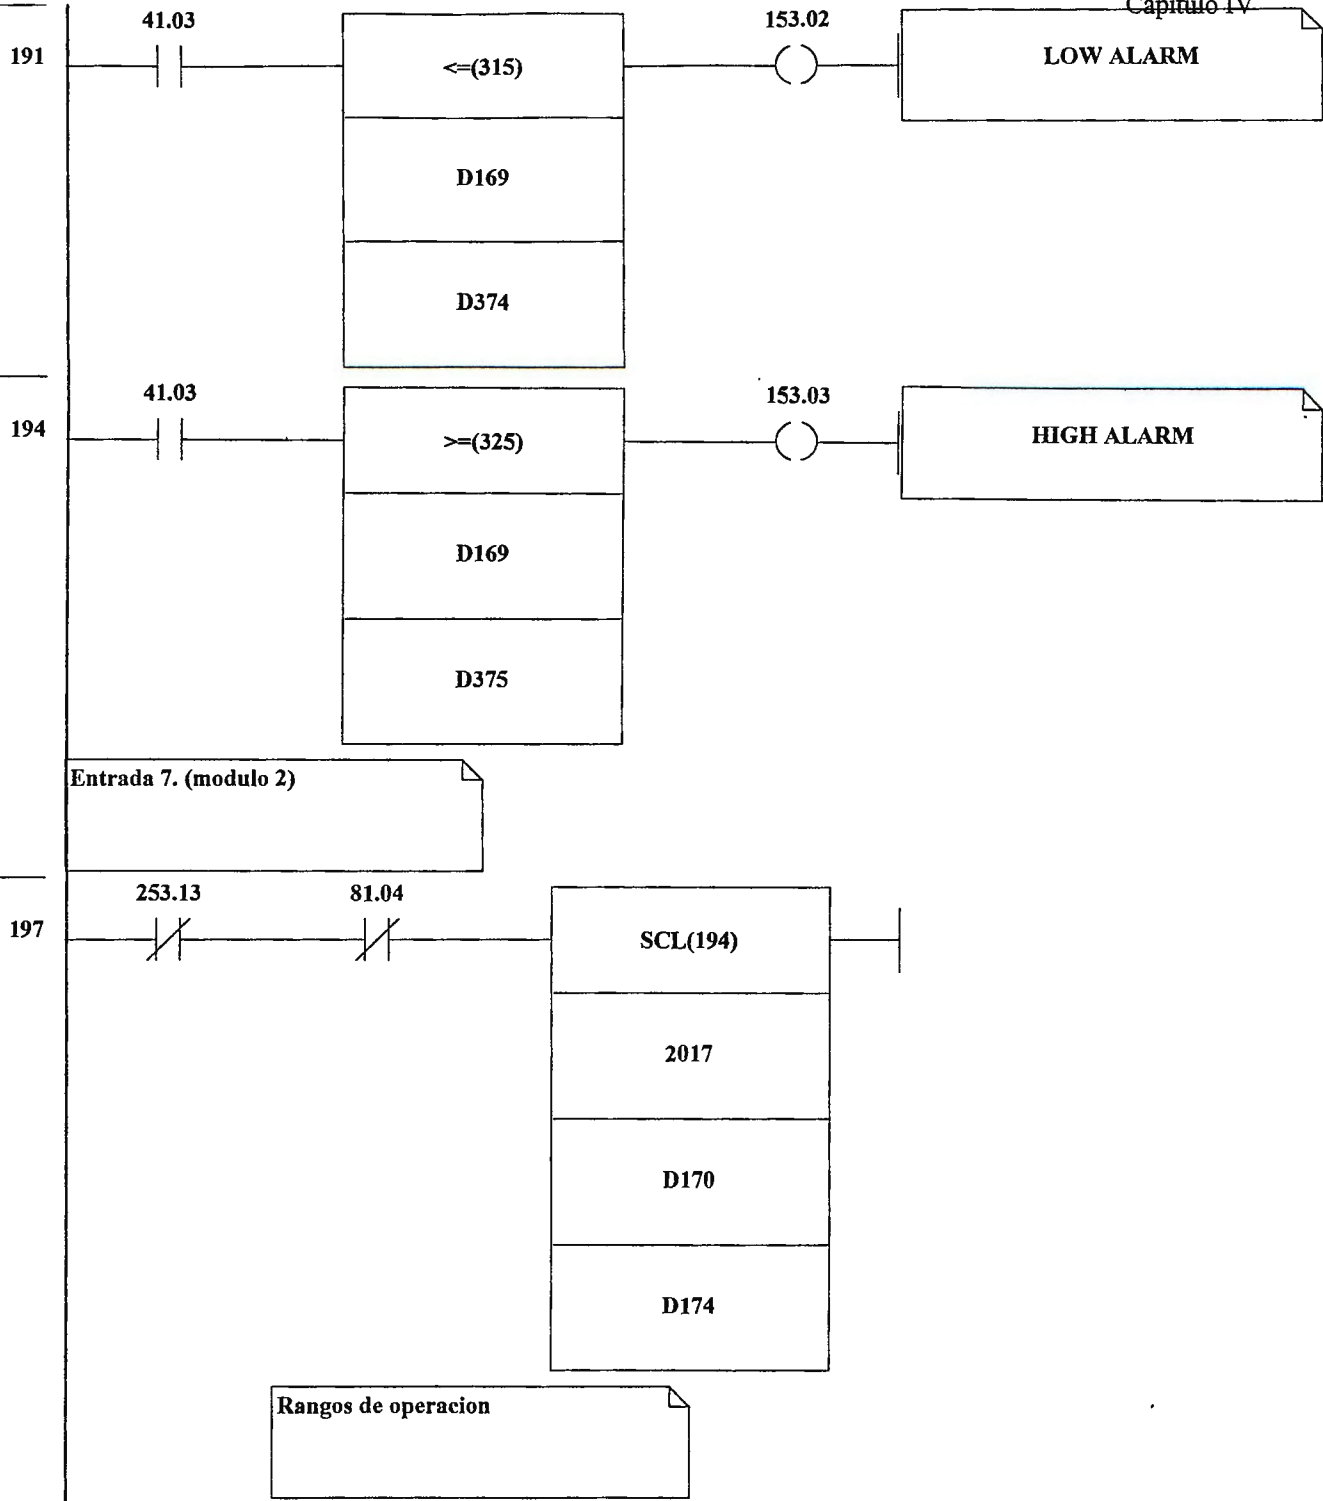 Capitulo IV
41.03
153.02
191
<=(315)
LOW ALARM
D169
D374
41.03
153.03
194
>=(325)
HIGH ALARM
D169
D375
Entrada 7. (modulo 2)
253.13
81.04
197
SCL(194)
2017
D170
D174
Rangos de operacion